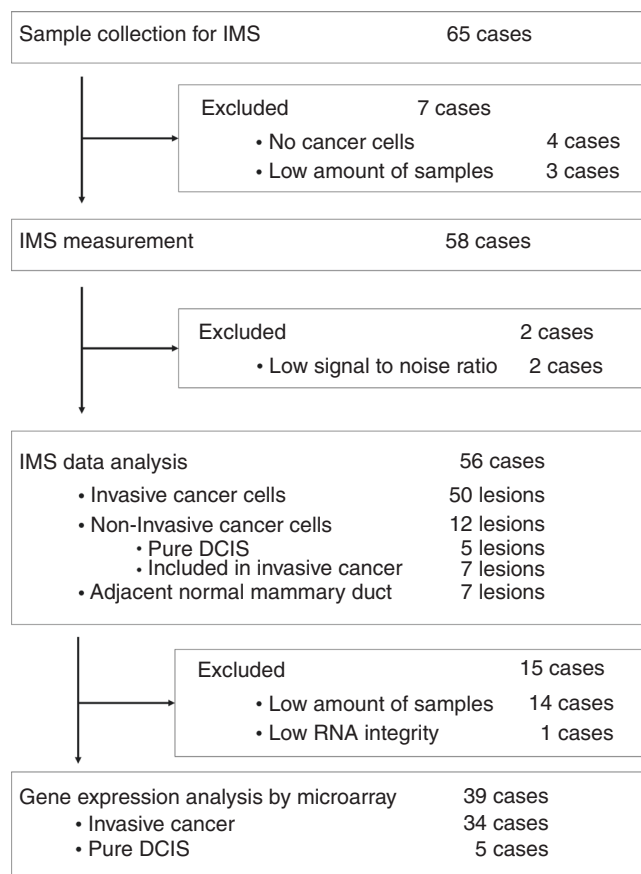 Sample collection for IMS 65 cases
Excluded 7 cases
• No cancer cells 4 cases
• Low amount of samples 3 cases
IMS measurement 58 cases
Excluded 2 cases
• Low signal to noise ratio 2 cases
IMS data analysis 56 cases
• Invasive cancer cells 50 lesions
• Non-Invasive cancer cells 12 lesions
• Pure DCIS 5 lesions
• Included in invasive cancer 7 lesions
• Adjacent normal mammary duct 7 lesions
Excluded 15 cases
• Low amount of samples 14 cases
• Low RNA integrity 1 cases
Gene expression analysis by microarray 39 cases
• Invasive cancer 34 cases
• Pure DCIS 5 cases